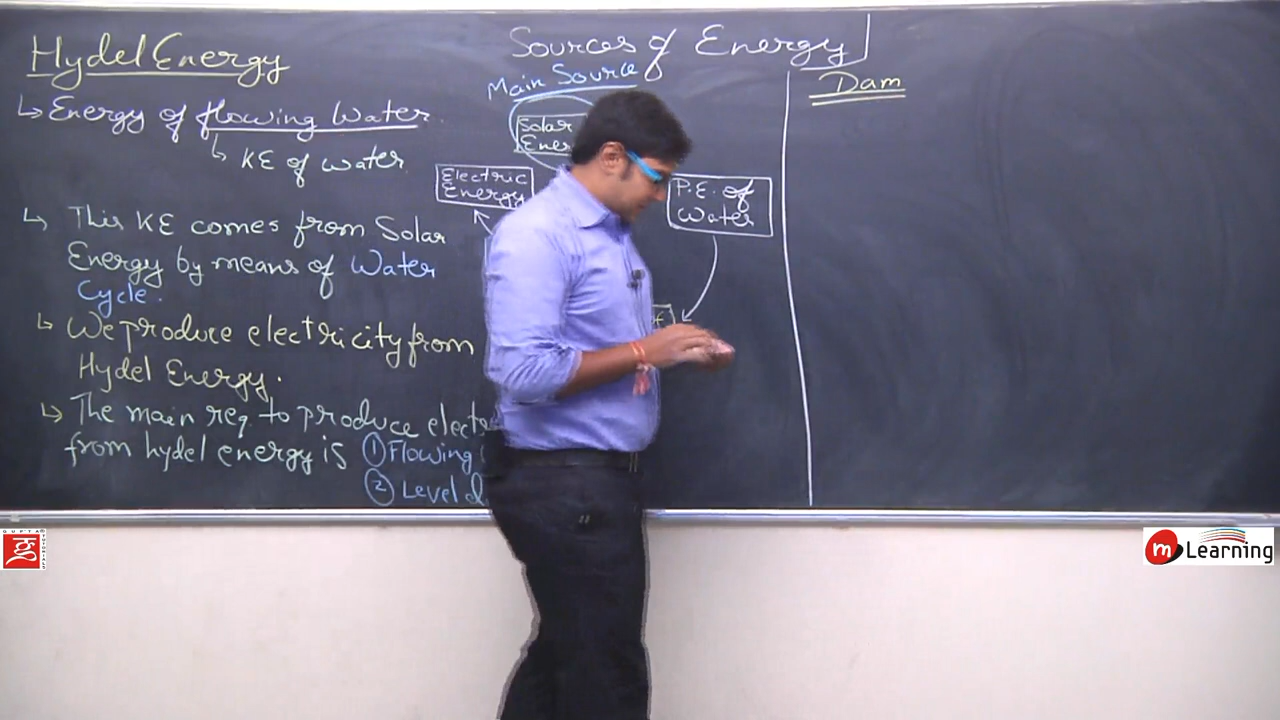 Hydel Energy
↳ Energy of flowing Water.
↳ KE of water.
↳ This KE comes from Solar
Energy by means of Water
Cycle.
↳ We produce electricity from
Hydel Energy.
↳ The main req. to produce
from hydel energy is ① Flowing
② Level
Sources of Energy
Main Source
Solar
Electric
Energy
P.E. of
Water
Dam
GUPTA
TUTORIALS
m Learning